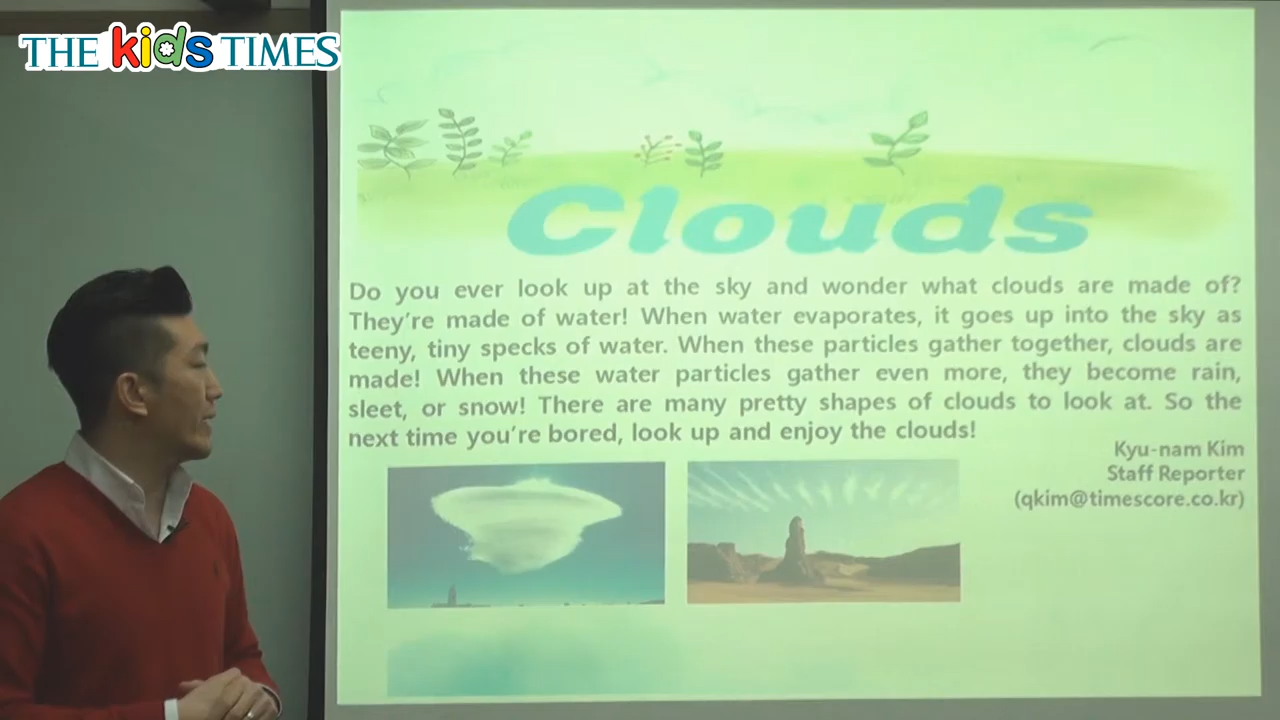 THE kids TIMES
Clouds
Do you ever look up at the sky and wonder what clouds are made of?
They're made of water! When water evaporates, it goes up into the sky as
teeny, tiny specks of water. When these particles gather together, clouds are
made! When these water particles gather even more, they become rain,
sleet, or snow! There are many pretty shapes of clouds to look at. So the
next time you're bored, look up and enjoy the clouds!
Kyu-nam Kim
Staff Reporter
(qkim@timescore.co.kr)